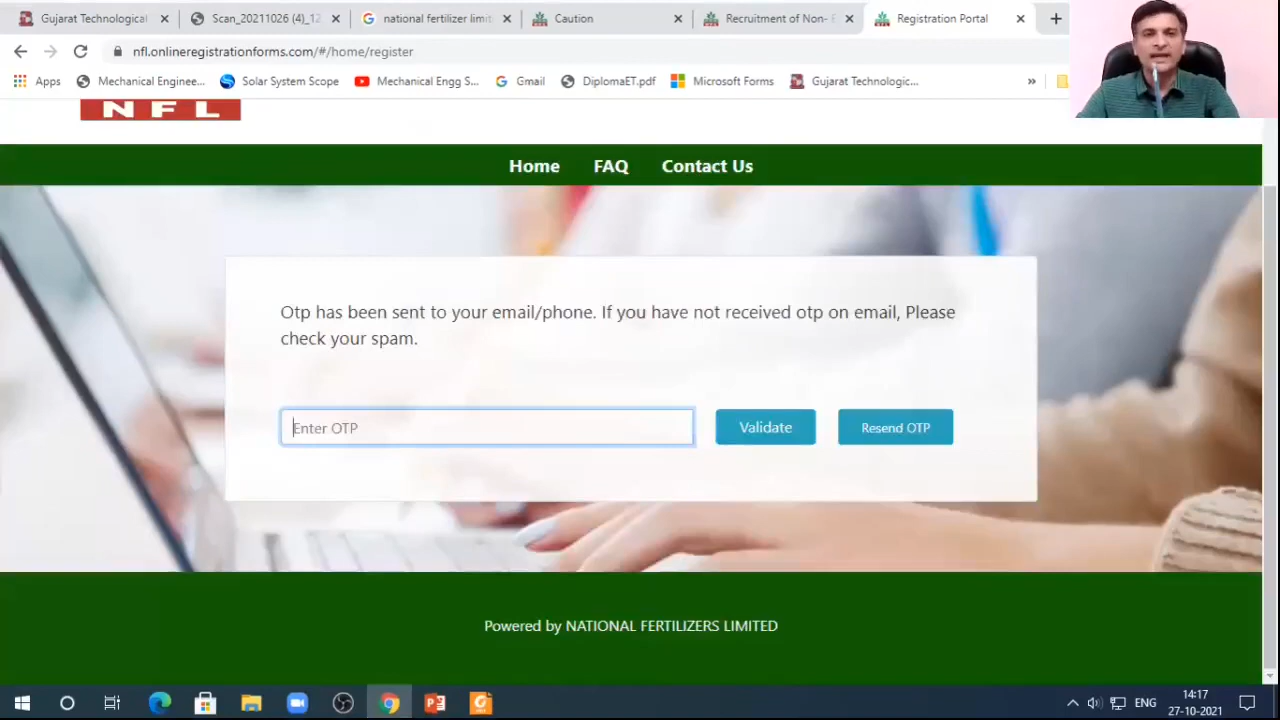 Gujarat Technological
Scan_20211026 (4)_12
national fertilizer limit
Caution
Recruitment of Non- E
Registration Portal
nfl.onlineregistrationforms.com/#/home/register
Apps
Mechanical Enginee...
Solar System Scope
Mechanical Engg S...
Gmail
DiplomaET.pdf
Microsoft Forms
Gujarat Technologic...
»
NFL
Home
FAQ
Contact Us
Otp has been sent to your email/phone. If you have not received otp on email, Please
check your spam.
Enter OTP
Validate
Resend OTP
Powered by NATIONAL FERTILIZERS LIMITED
ENG
14:17
27-10-2021